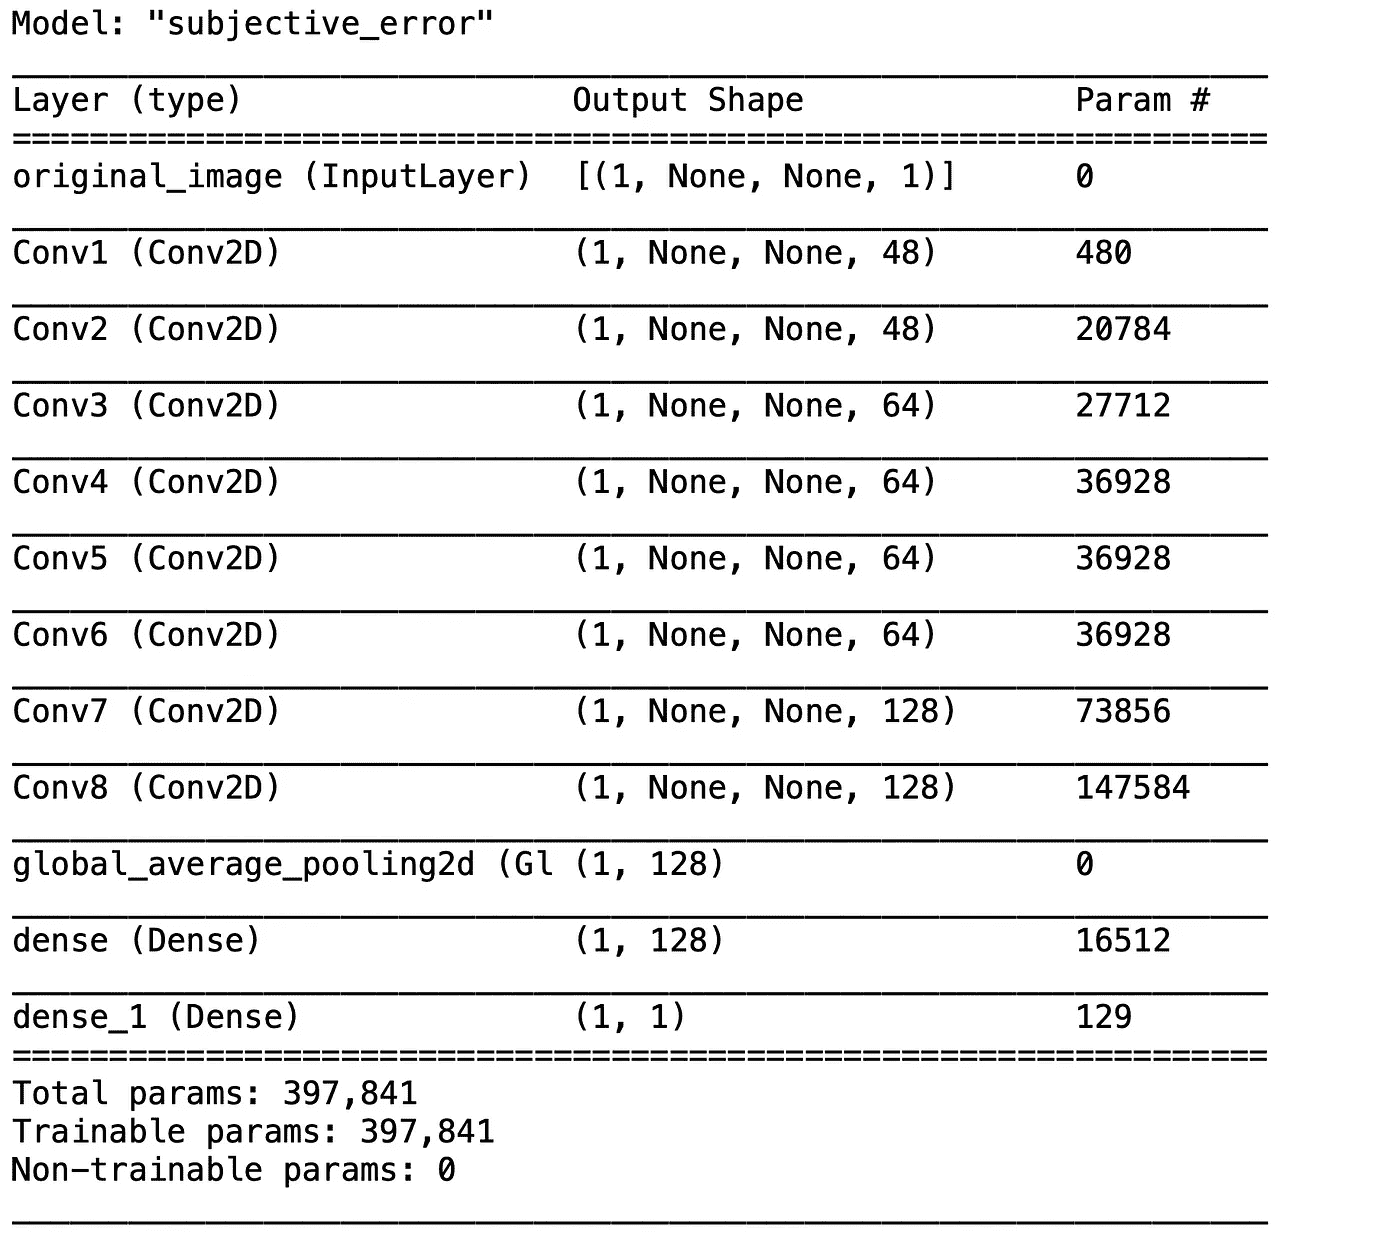 Model: "subjective_error"
Layer (type) Output Shape Param #
original_image (InputLayer) [(1, None, None, 1)] 0
Conv1 (Conv2D) (1, None, None, 48) 480
Conv2 (Conv2D) (1, None, None, 48) 20784
Conv3 (Conv2D) (1, None, None, 64) 27712
Conv4 (Conv2D) (1, None, None, 64) 36928
Conv5 (Conv2D) (1, None, None, 64) 36928
Conv6 (Conv2D) (1, None, None, 64) 36928
Conv7 (Conv2D) (1, None, None, 128) 73856
Conv8 (Conv2D) (1, None, None, 128) 147584
global_average_pooling2d (Gl (1, 128) 0
dense (Dense) (1, 128) 16512
dense_1 (Dense) (1, 1) 129
Total params: 397,841
Trainable params: 397,841
Non-trainable params: 0